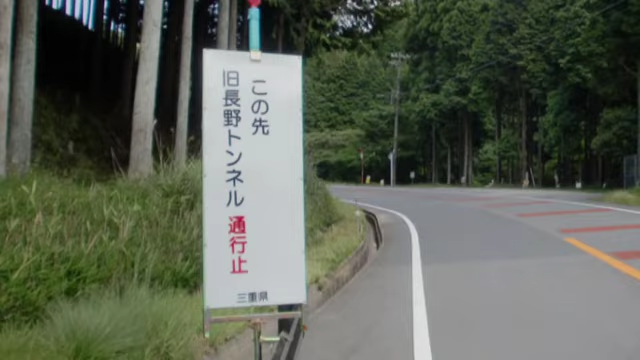 この先
旧長野トンネル 通行止
三重県